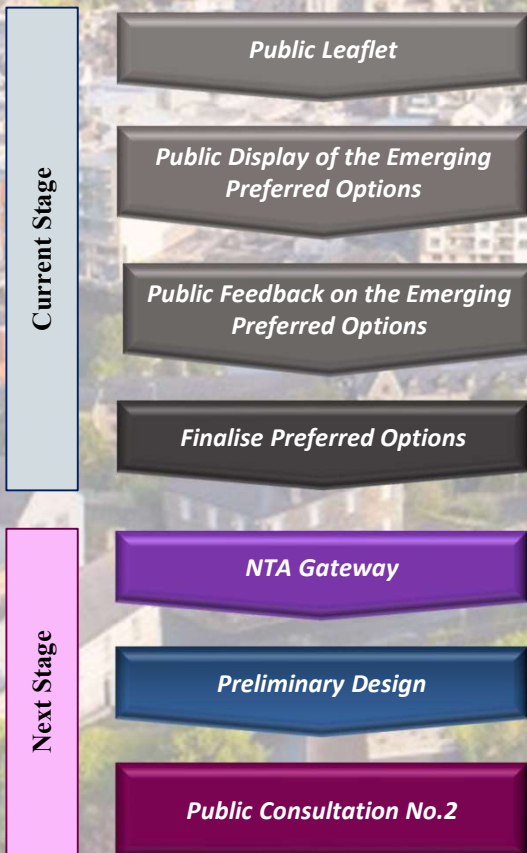 Current Stage
Public Leaflet
Public Display of the Emerging
Preferred Options
Public Feedback on the Emerging
Preferred Options
Finalise Preferred Options
Next Stage
NTA Gateway
Preliminary Design
Public Consultation No.2